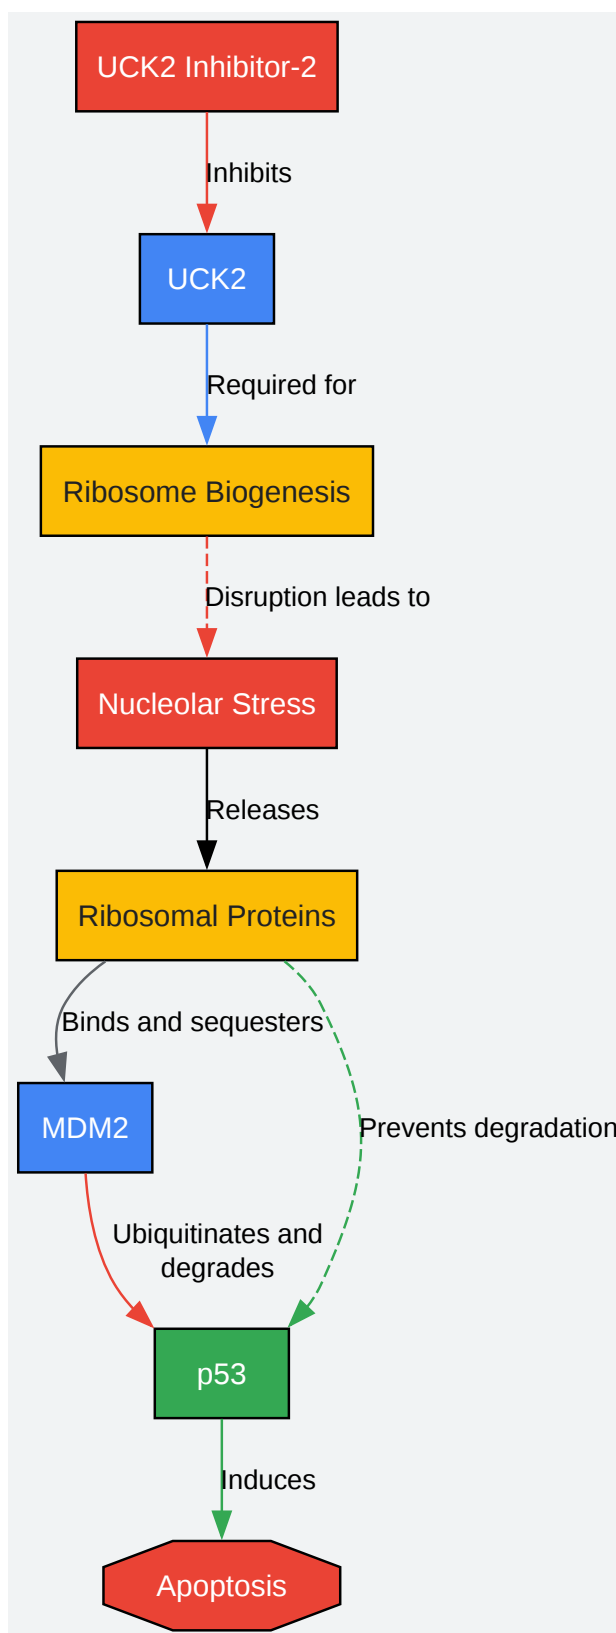 UCK2 Inhibitor-2
Inhibits
UCK2
Required for
Ribosome Biogenesis
Disruption leads to
Nucleolar Stress
Releases
Ribosomal Proteins
Binds and sequesters
MDM2
Prevents degradation
Ubiquitinates and
degrades
p53
Induces
Apoptosis